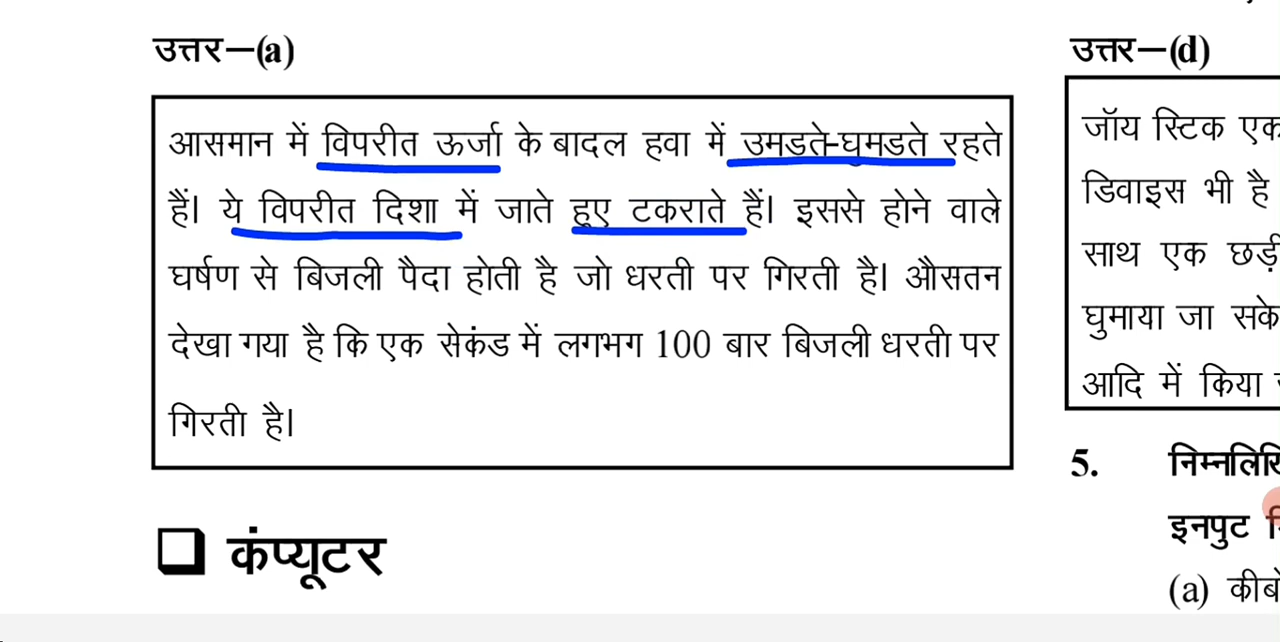 उत्तर—(a)
आसमान में विपरीत ऊर्जा के बादल हवा में उमडते-घुमडते रहते
हैं। ये विपरीत दिशा में जाते हुए टकराते हैं। इससे होने वाले
घर्षण से बिजली पैदा होती है जो धरती पर गिरती है। औसतन
देखा गया है कि एक सेकंड में लगभग 100 बार बिजली धरती पर
गिरती है।
❑ कंप्यूटर
उत्तर—(d)
जॉय स्टिक
डिवाइस भी है
साथ एक
घुमाया जा सके
आदि में किया
5.
इनपुट
(a)